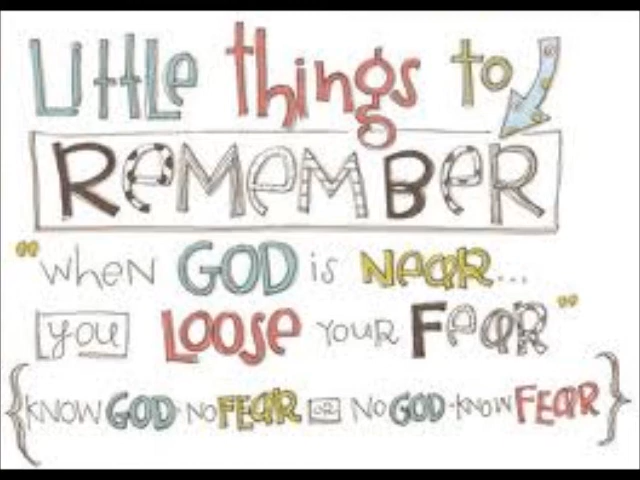 Little things to
REMEMBER
"when GOD is NEAR...
you LOOSE YOUR FEAR"
{KNOW GOD·NO FEAR OR NO GOD·KNOW FEAR}